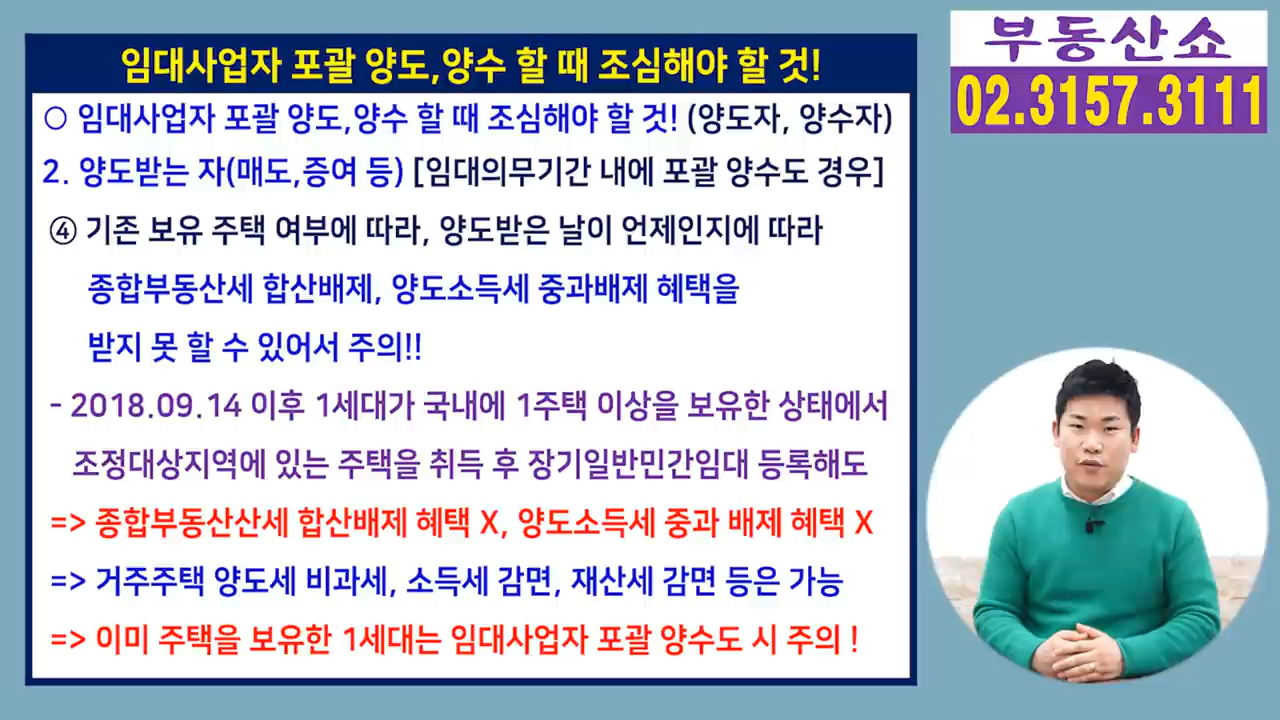 임대사업자 포괄 양도,양수 할 때 조심해야 할 것!
○ 임대사업자 포괄 양도,양수 할 때 조심해야 할 것! (양도자, 양수자)
2. 양도받는 자(매도,증여 등) [임대의무기간 내에 포괄 양수도 경우]
④ 기존 보유 주택 여부에 따라, 양도받은 날이 언제인지에 따라
종합부동산세 합산배제, 양도소득세 중과배제 혜택을
받지 못 할 수 있어서 주의!!
- 2018.09.14 이후 1세대가 국내에 1주택 이상을 보유한 상태에서
조정대상지역에 있는 주택을 취득 후 장기일반민간임대 등록해도
=> 종합부동산산세 합산배제 혜택 X, 양도소득세 중과 배제 혜택 X
=> 거주주택 양도세 비과세, 소득세 감면, 재산세 감면 등은 가능
=> 이미 주택을 보유한 1세대는 임대사업자 포괄 양수도 시 주의 !
부동산쇼
02.3157.3111